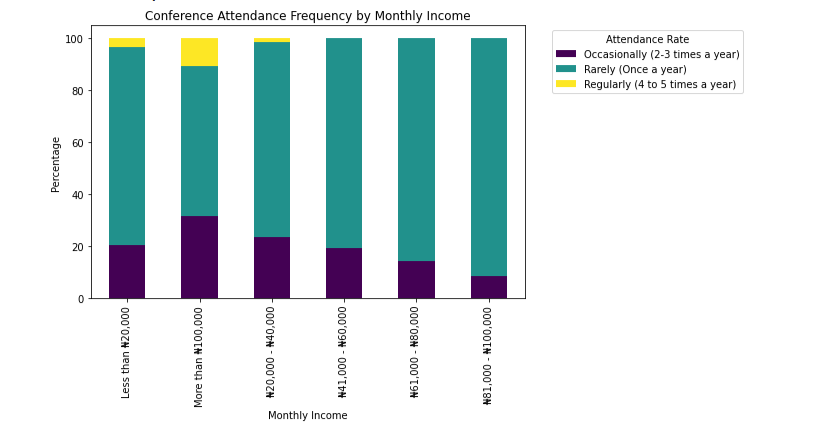 Conference Attendance Frequency by Monthly Income
Attendance Rate
Occasionally (2-3 times a year)
Rarely (Once a year)
Regularly (4 to 5 times a year)
Percentage
100
80
60
40
20
0
Less than ₦20,000
More than ₦100,000
₦20,000 - ₦40,000
₦41,000 - ₦60,000
₦61,000 - ₦80,000
₦81,000 - ₦100,000
Monthly Income